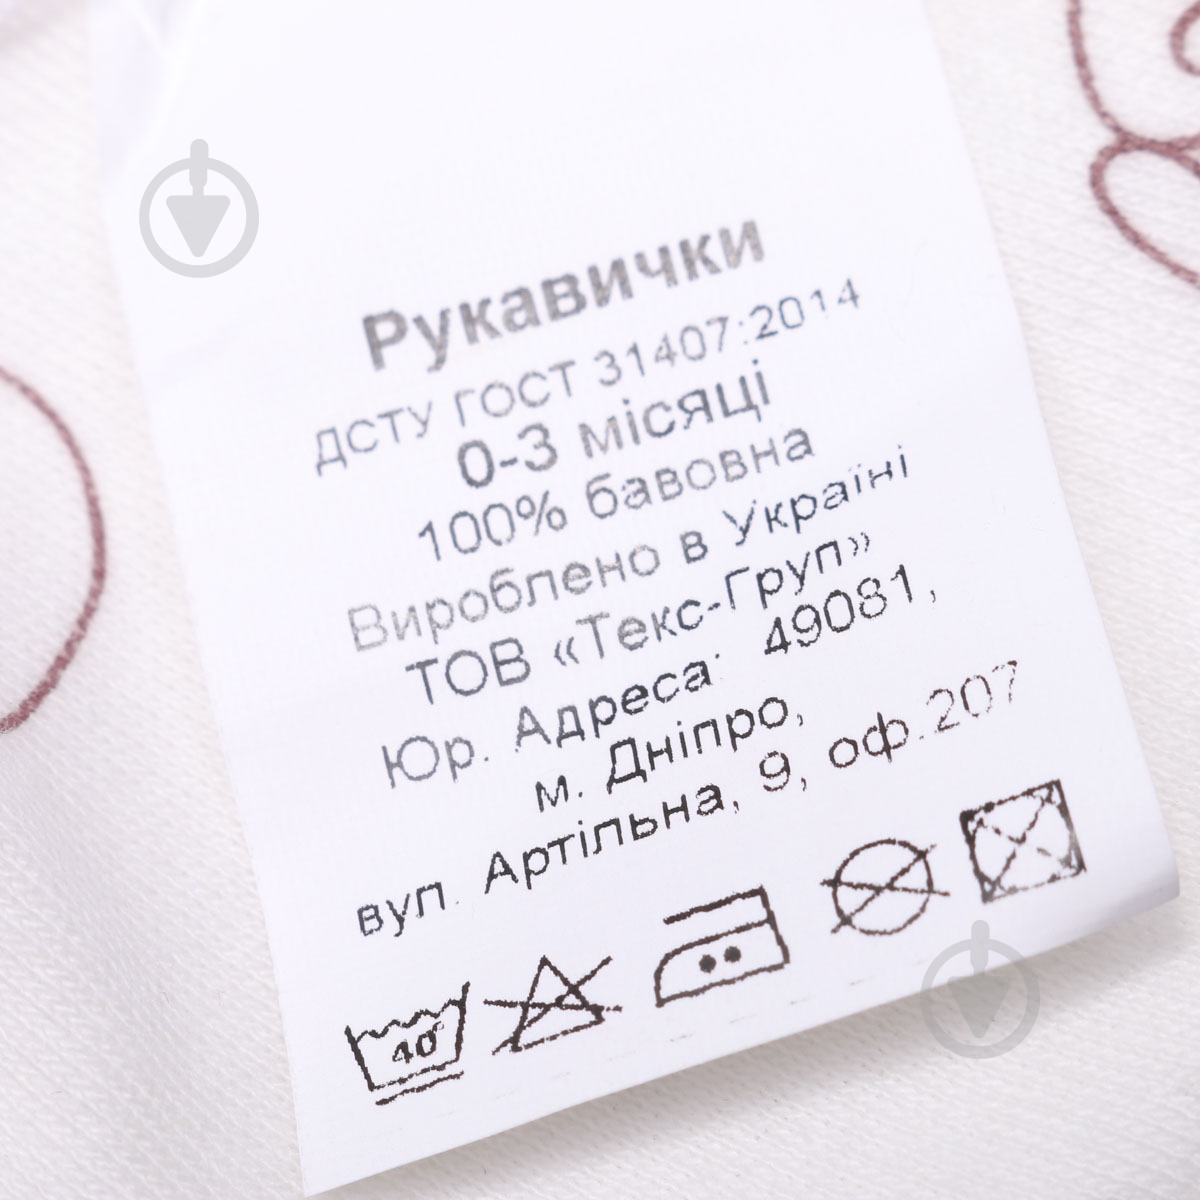 Рукавички
ДСТУ ГОСТ 31407:2014
0-3 місяці
100% бавовна
Вироблено в Україні
ТОВ «Текс-Груп»
Юр. Адреса: 49081,
м. Дніпро,
вул. Артільна, 9, оф.207
40°